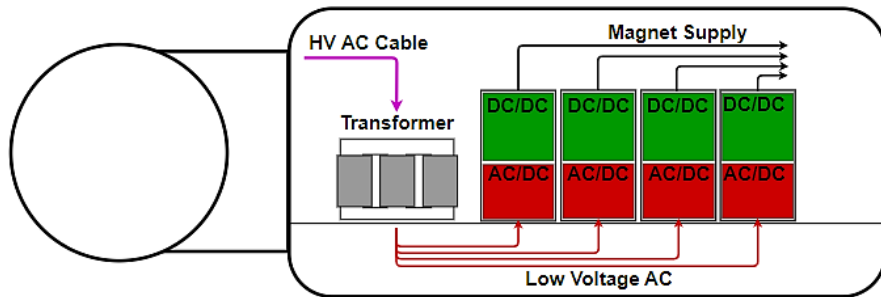 HV AC Cable
Magnet Supply
Transformer
DC/DC DC/DC DC/DC DC/DC
AC/DC AC/DC AC/DC AC/DC
Low Voltage AC